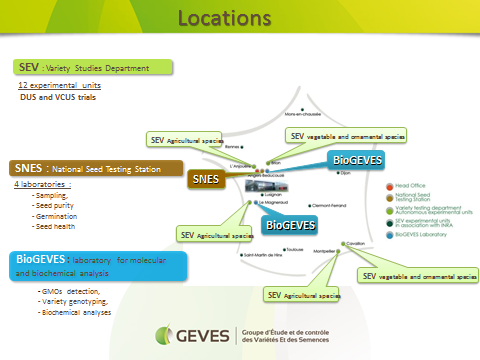 Locations
SEV : Variety Studies Department
12 experimental units
DUS and VCUS trials
SNES : National Seed Testing Station
4 laboratories :
- Sampling,
- Seed purity
- Germination
- Seed health
BioGEVES : laboratory for molecular
and biochemical analysis
- GMOs detection,
- Variety genotyping,
- Biochemical analyses
Mons-en-chaussée
SEV Agricultural species
SEV vegetable and ornamental species
Rennes
L'Anjouère
Brion
Angers-Beaucouzé
BioGEVES
Dijon
SNES
Lusignan
Le Magneraud
Clermont-Ferrand
BioGEVES
SEV Agricultural species
Toulouse
Saint-Martin de Hinx
Montpellier
Cavaillon
SEV vegetable and ornamental species
SEV Agricultural species
Head Office
National Seed
Testing Station
Variety testing department
Autonomous experimental units
SEV experimental units
in association with INRA
BioGEVES Laboratory
GEVES
Groupe d'Étude et de contrôle
des Variétés Et des Semences